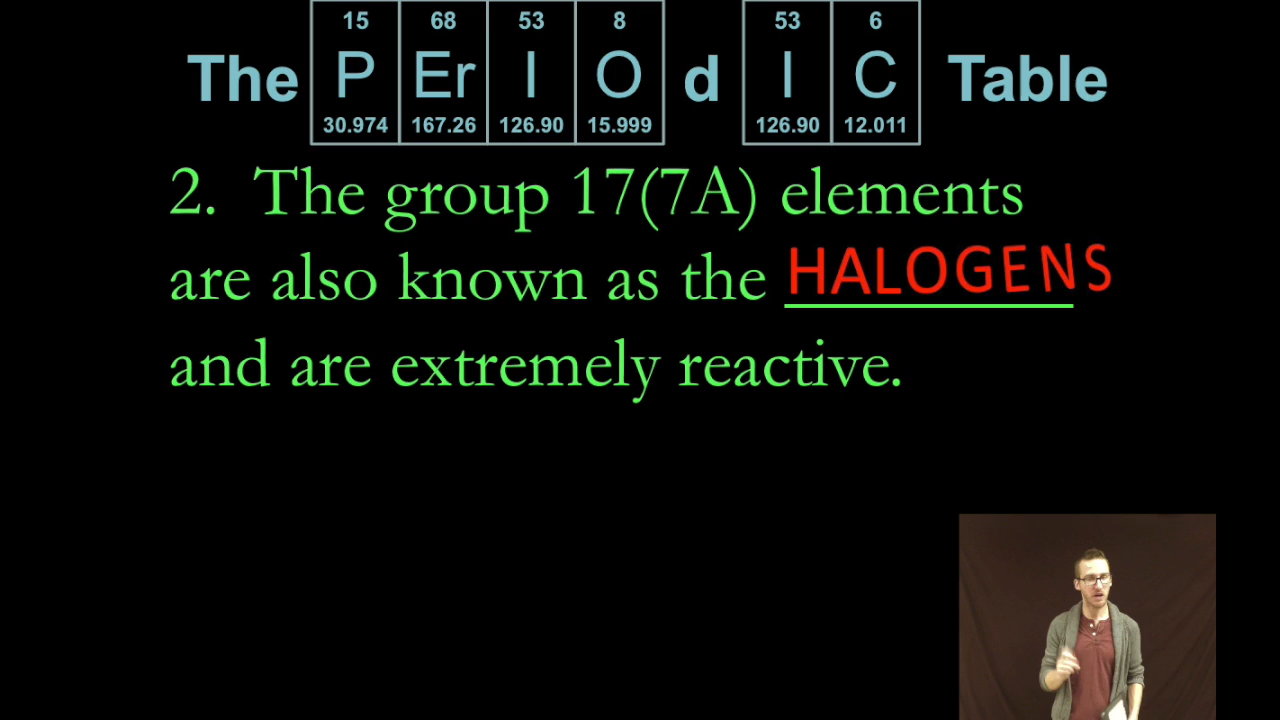 15 68 53 8 53 6
The P Er I O d I C Table
30.974 167.26 126.90 15.999 126.90 12.011
2. The group 17(7A) elements
are also known as the HALOGENS
and are extremely reactive.